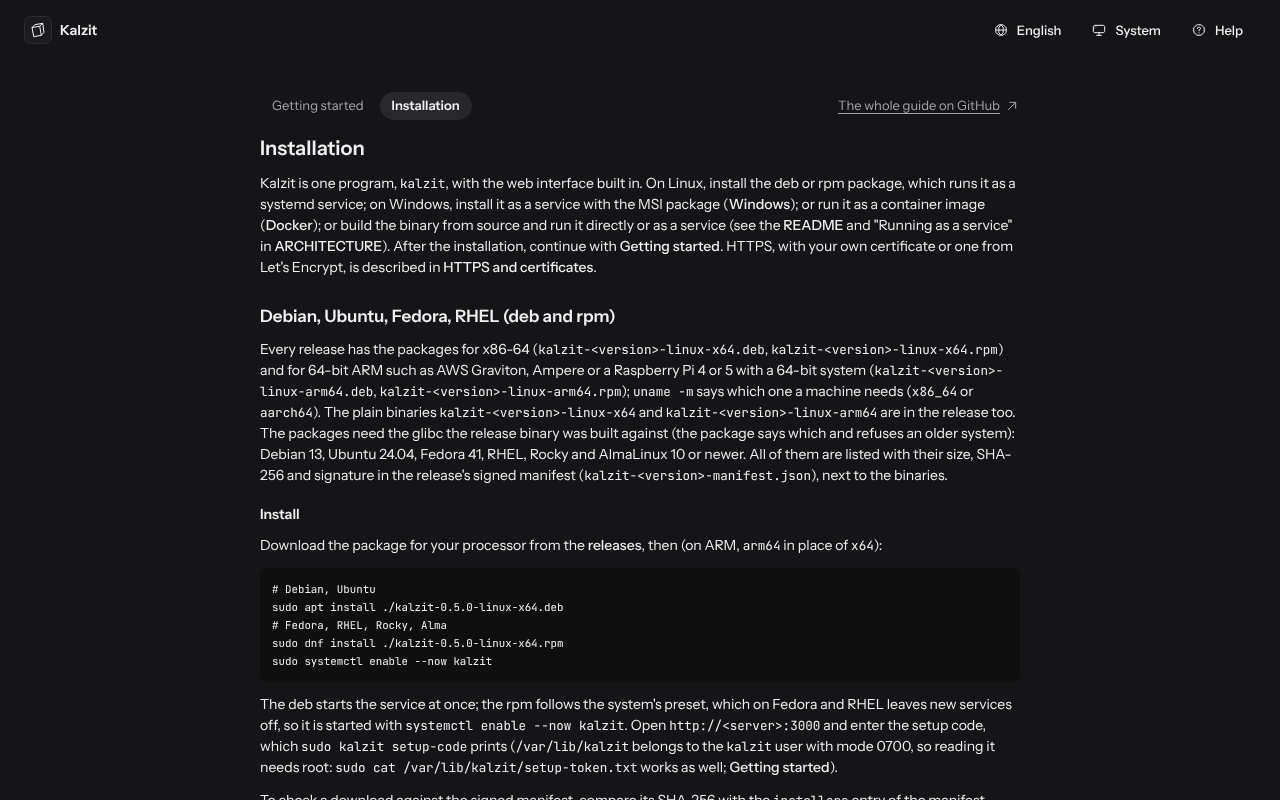 Kalzit
English
System
Help
Getting started
Installation
The whole guide on GitHub
Installation
Kalzit is one program, kalzit, with the web interface built in. On Linux, install the deb or rpm package, which runs it as a
systemd service; on Windows, install it as a service with the MSI package (Windows); or run it as a container image
(Docker); or build the binary from source and run it directly or as a service (see the README and "Running as a service"
in ARCHITECTURE). After the installation, continue with Getting started. HTTPS, with your own certificate or one from
Let's Encrypt, is described in HTTPS and certificates.
Debian, Ubuntu, Fedora, RHEL (deb and rpm)
Every release has the packages for x86-64 (kalzit-<version>-linux-x64.deb, kalzit-<version>-linux-x64.rpm)
and for 64-bit ARM such as AWS Graviton, Ampere or a Raspberry Pi 4 or 5 with a 64-bit system (kalzit-<version>-
linux-arm64.deb, kalzit-<version>-linux-arm64.rpm); uname -m says which one a machine needs (x86_64 or
aarch64). The plain binaries kalzit-<version>-linux-x64 and kalzit-<version>-linux-arm64 are in the release too.
The packages need the glibc the release binary was built against (the package says which and refuses an older system):
Debian 13, Ubuntu 24.04, Fedora 41, RHEL, Rocky and AlmaLinux 10 or newer. All of them are listed with their size, SHA-
256 and signature in the release's signed manifest (kalzit-<version>-manifest.json), next to the binaries.
Install
Download the package for your processor from the releases, then (on ARM, arm64 in place of x64):
# Debian, Ubuntu
sudo apt install ./kalzit-0.5.0-linux-x64.deb
# Fedora, RHEL, Rocky, Alma
sudo dnf install ./kalzit-0.5.0-linux-x64.rpm
sudo systemctl enable --now kalzit
The deb starts the service at once; the rpm follows the system's preset, which on Fedora and RHEL leaves new services
off, so it is started with systemctl enable --now kalzit. Open http://<server>:3000 and enter the setup code,
which sudo kalzit setup-code prints (/var/lib/kalzit belongs to the kalzit user with mode 0700, so reading it
needs root: sudo cat /var/lib/kalzit/setup-token.txt works as well; Getting started).
To check a download against the signed manifest, compare its SHA-256 with the installers entry of the manifest